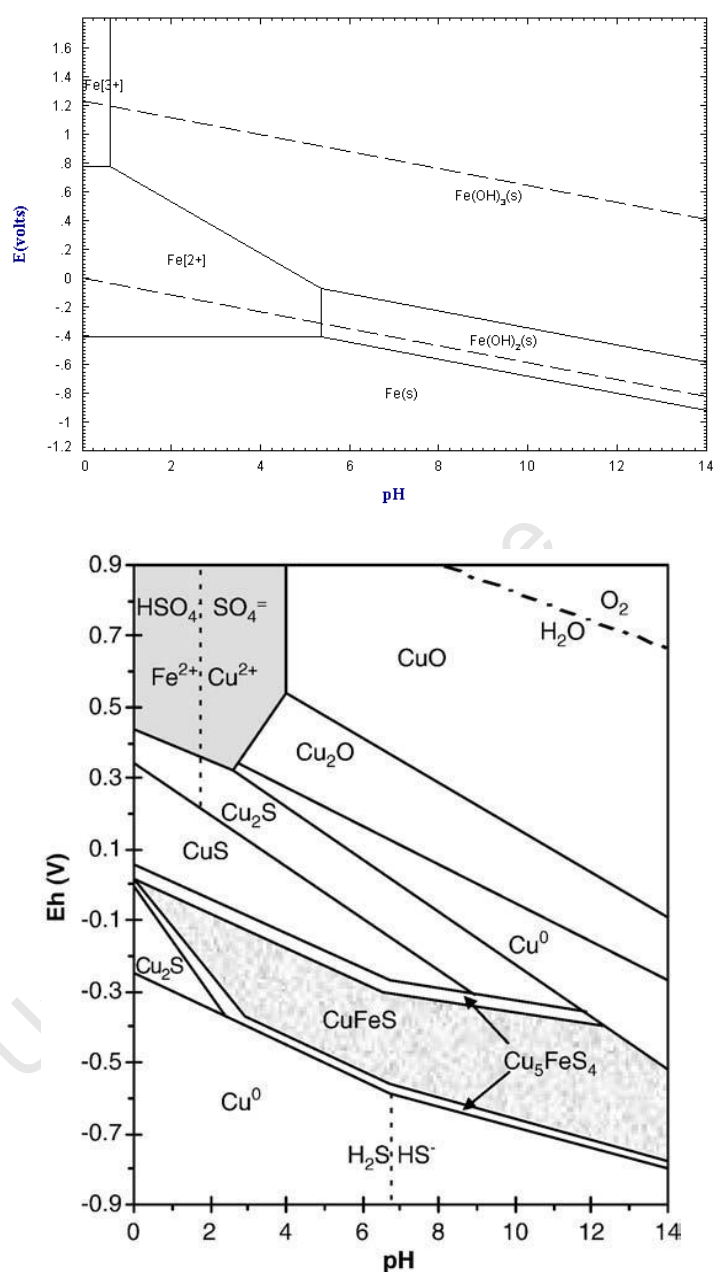 1.6
1.4
Fe[3+]
1.2
1
.8
.6
Fe(OH)₃(s)
.4
.2
Fe[2+]
0
-.2
-.4
Fe(OH)₂(s)
-.6
-.8
Fe(s)
-1
-1.2
E(volts)
0 2 4 6 8 10 12 14
pH
0.9
HSO₄⁻ SO₄⁼
O₂
0.7
H₂O
CuO
Fe²⁺ Cu²⁺
0.5
Cu₂O
0.3
Cu₂S
0.1
CuS
Eh (V)
-0.1
Cu⁰
Cu₂S
-0.3
CuFeS
Cu₅FeS₄
-0.5
Cu⁰
-0.7
H₂S HS⁻
-0.9
0 2 4 6 8 10 12 14
pH